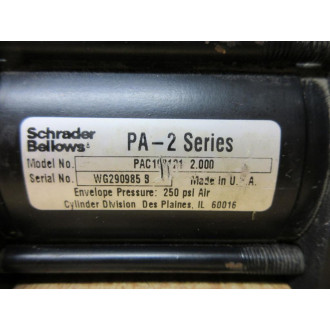 Schrader
Bellows
PA-2 Series
Model No. 2.000
Serial No. WG290985 S Made in U.S.A.
Envelope Pressure: 250 psi Air
Cylinder Division Des Plaines, IL 60016